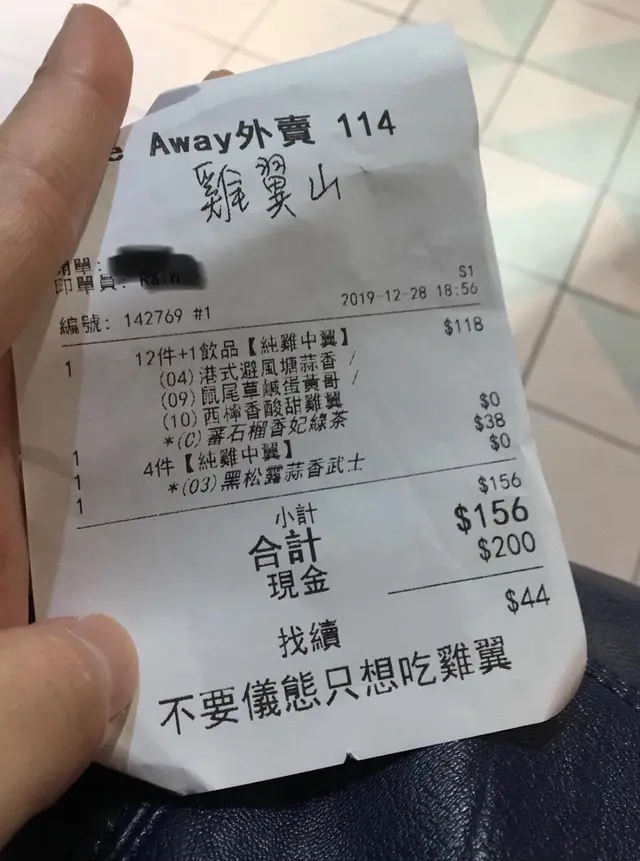 e Away外賣 114
雞翼山
單:
印單員: Rain
S1
編號: 142769 #1 2019-12-28 18:56
1 12件+1飲品【純雞中翼】 $118
(04) 港式避風塘蒜香 /
(09) 鼠尾草鹹蛋黃哥 /
(10) 西檸香酸甜雞翼
1 *(C) 蕃石榴香妃綠茶 $0
1 4件【純雞中翼】 $38
1 *(03) 黑松露蒜香武士 $0
小計 $156
合計 $156
現金 $200
找續 $44
不要儀態只想吃雞翼